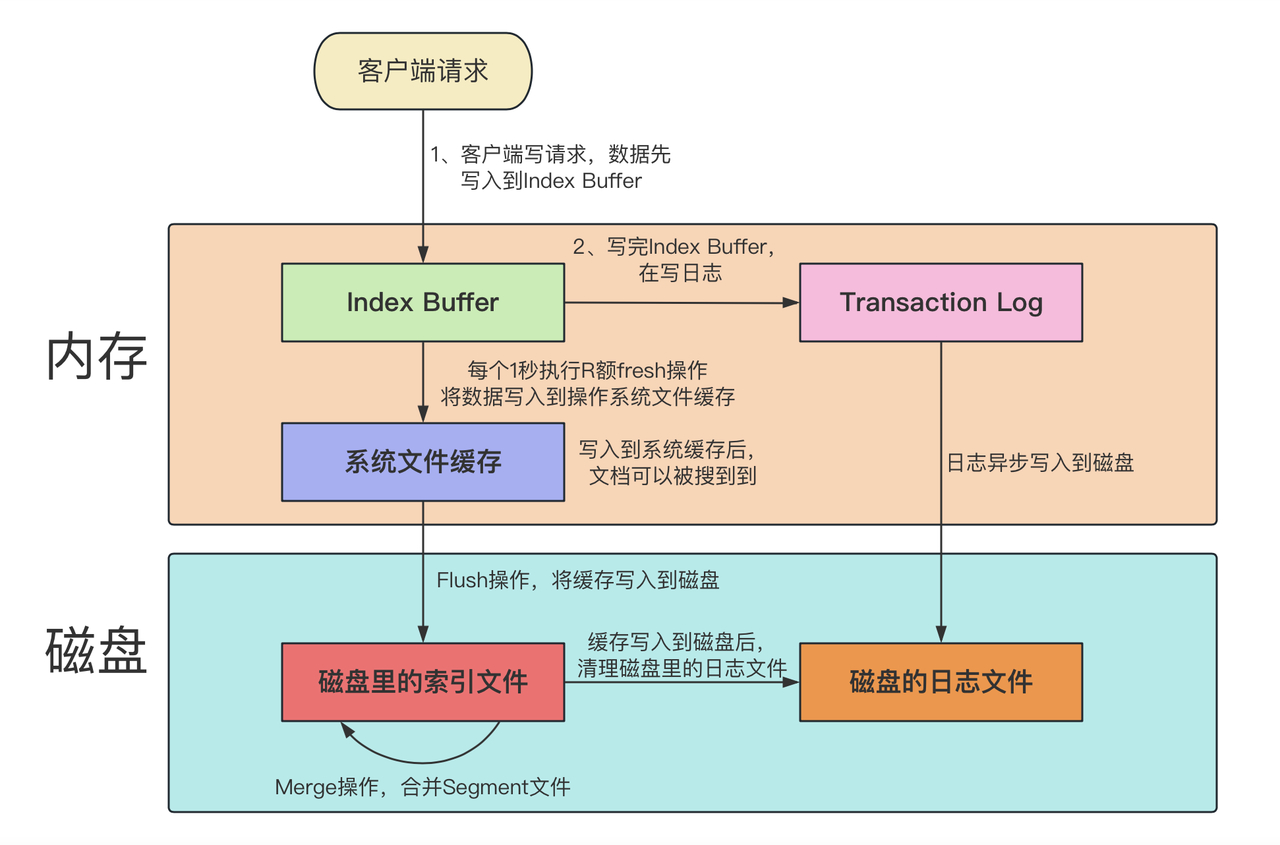 客户端请求
1、客户端写请求，数据先
写入到Index Buffer
内存
2、写完Index Buffer，
在写日志
Index Buffer
Transaction Log
每个1秒执行R额fresh操作
将数据写入到操作系统文件缓存
系统文件缓存
写入到系统缓存后，
文档可以被搜到到
日志异步写入到磁盘
磁盘
Flush操作，将缓存写入到磁盘
缓存写入到磁盘后，
清理磁盘里的日志文件
磁盘里的索引文件
磁盘的日志文件
Merge操作，合并Segment文件